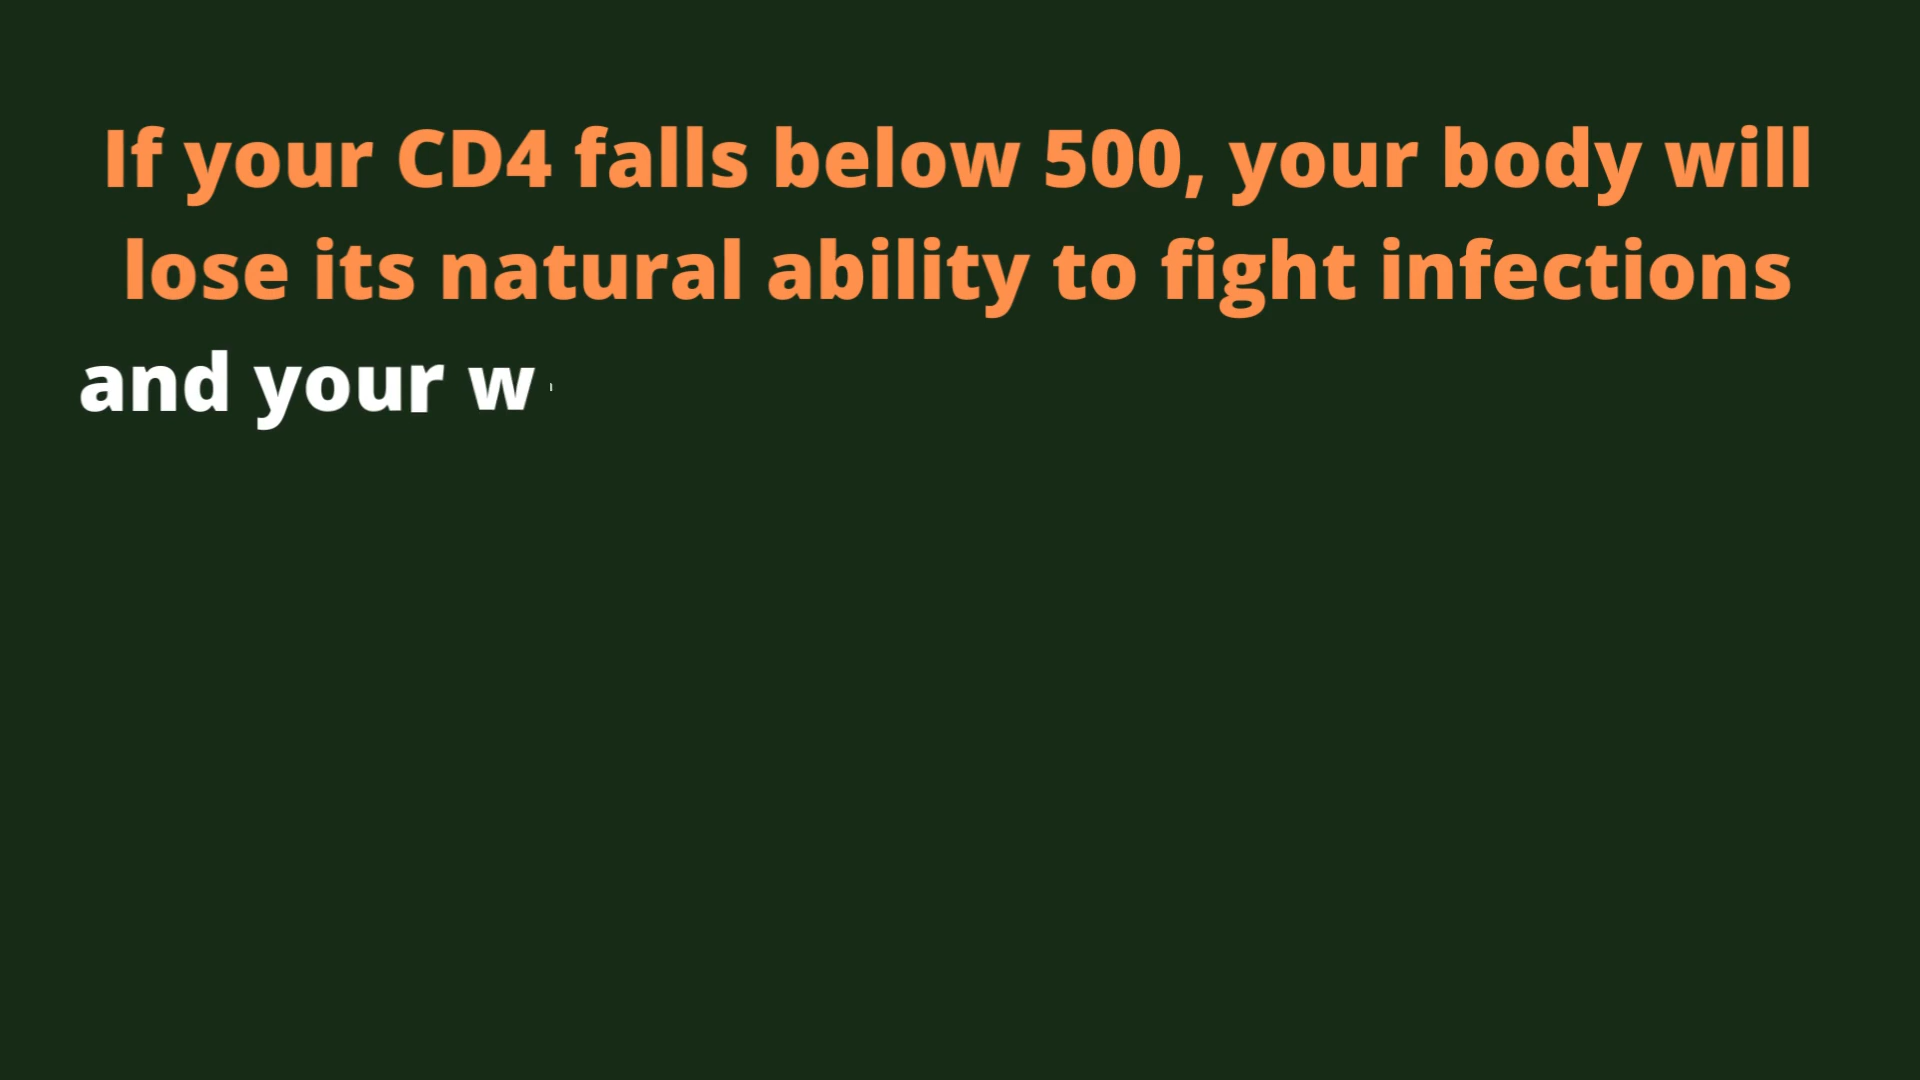 If your CD4 falls below 500, your body will
lose its natural ability to fight infections
and your w